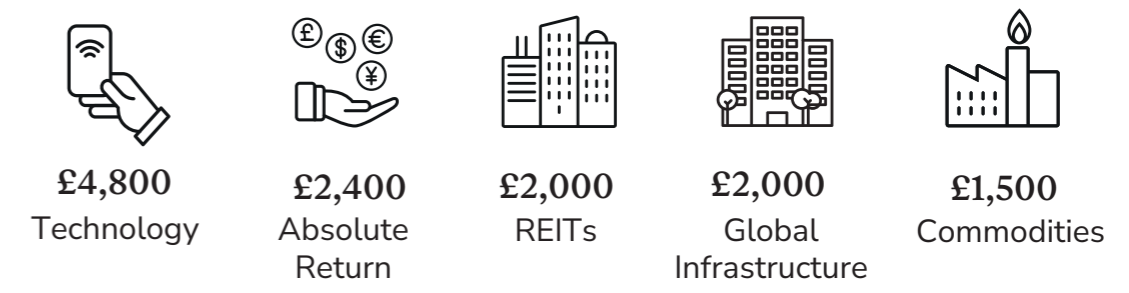 £
$
€
¥
£4,800
Technology
£2,400
Absolute
Return
£2,000
REITs
£2,000
Global
Infrastructure
£1,500
Commodities